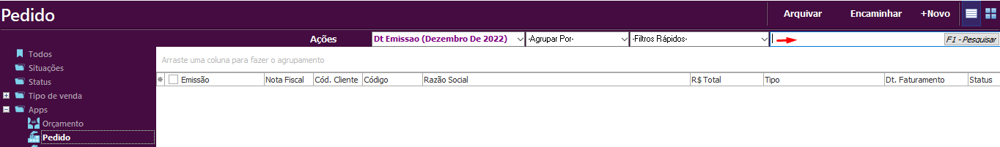 Pedido
Arquivar Encaminhar +Novo
Ações Dt Emissao (Dezembro De 2022) -Agrupar Por- -Filtros Rápidos- F1 - Pesquisar
Todos
Situações
Status
Tipo de venda
Apps
Orçamento
Pedido
Arraste uma coluna para fazer o agrupamento
Emissão Nota Fiscal Cód. Cliente Código Razão Social R$ Total Tipo Dt. Faturamento Status